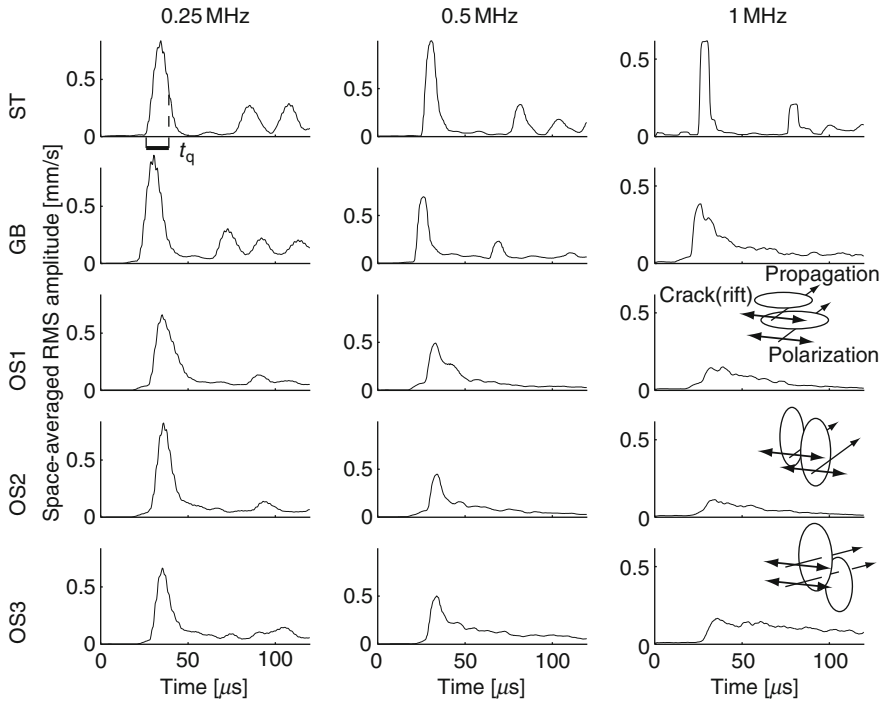 0.25 MHz 0.5 MHz 1 MHz
Space-averaged RMS amplitude [mm/s]
ST
0.5 0.5 0.5
0 0 0
t_q
GB
0.5 0.5 0.5
0 0 0
Propagation
Crack(rift)
Polarization
OS1
0.5 0.5 0.5
0 0 0
OS2
0.5 0.5 0.5
0 0 0
OS3
0.5 0.5 0.5
0 0 0
0 50 100 0 50 100 0 50 100
Time [µs] Time [µs] Time [µs]